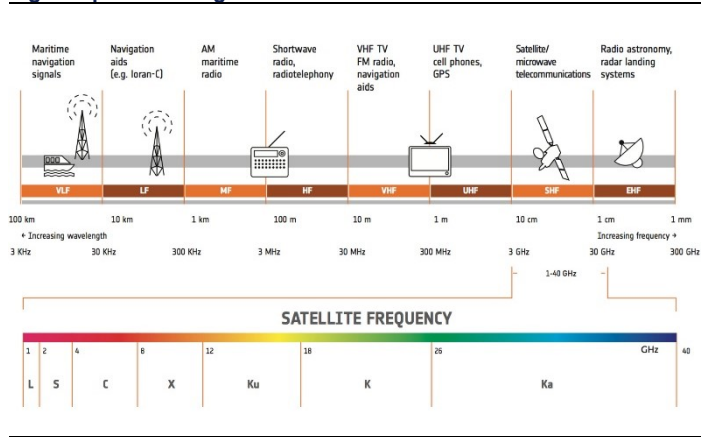 Maritime navigation signals
Navigation aids (e.g. loran-C)
AM maritime radio
Shortwave radio, radiotelephony
VHF TV FM radio, navigation aids
UHF TV cell phones, GPS
Satellite/ microwave telecommunications
Radio astronomy, radar landing systems
VLF LF MF HF VHF UHF SHF EHF
100 km 10 km 1 km 100 m 10 m 1 m 10 cm 1 cm 1 mm
← Increasing wavelength Increasing frequency →
3 KHz 30 KHz 300 KHz 3 MHz 30 MHz 300 MHz 3 GHz 30 GHz 300 GHz
1-40 GHz
SATELLITE FREQUENCY
1 2 4 8 12 18 26 GHz 40
L S C X Ku K Ka